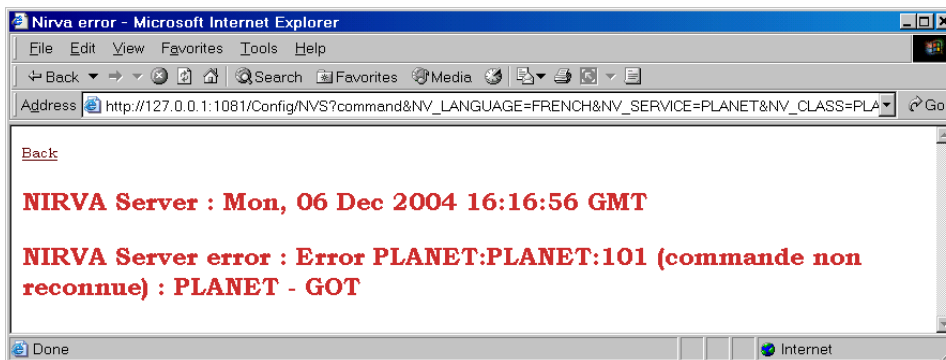 Nirva error - Microsoft Internet Explorer
File Edit View Favorites Tools Help
Back Search Favorites Media
Address http://127.0.0.1:1081/Config/NVS?command&NV_LANGUAGE=FRENCH&NV_SERVICE=PLANET&NV_CLASS=PLA Go
Back
NIRVA Server : Mon, 06 Dec 2004 16:16:56 GMT
NIRVA Server error : Error PLANET:PLANET:101 (commande non
reconnue) : PLANET - GOT
Done Internet